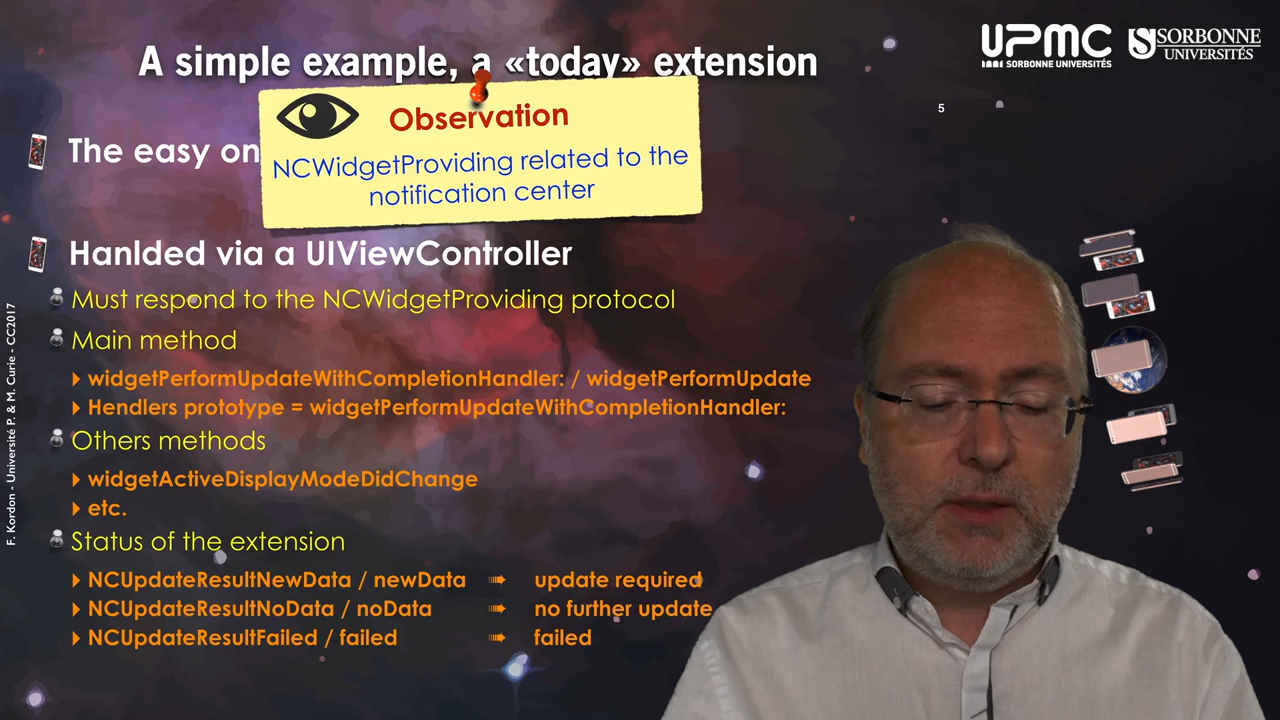 A simple example, a «today» extension
UPMC
SORBONNE UNIVERSITÉS
SORBONNE
UNIVERSITÉS
5
Observation
NCWidgetProviding related to the
notification center
The easy on
Hanlded via a UIViewController
Must respond to the NCWidgetProviding protocol
Main method
widgetPerformUpdateWithCompletionHandler: / widgetPerformUpdate
Hendlers prototype = widgetPerformUpdateWithCompletionHandler:
Others methods
widgetActiveDisplayModeDidChange
etc.
Status of the extension
NCUpdateResultNewData / newData ➠ update required
NCUpdateResultNoData / noData ➠ no further update
NCUpdateResultFailed / failed ➠ failed
F. Kordon - Université P. & M. Curie - CC2017